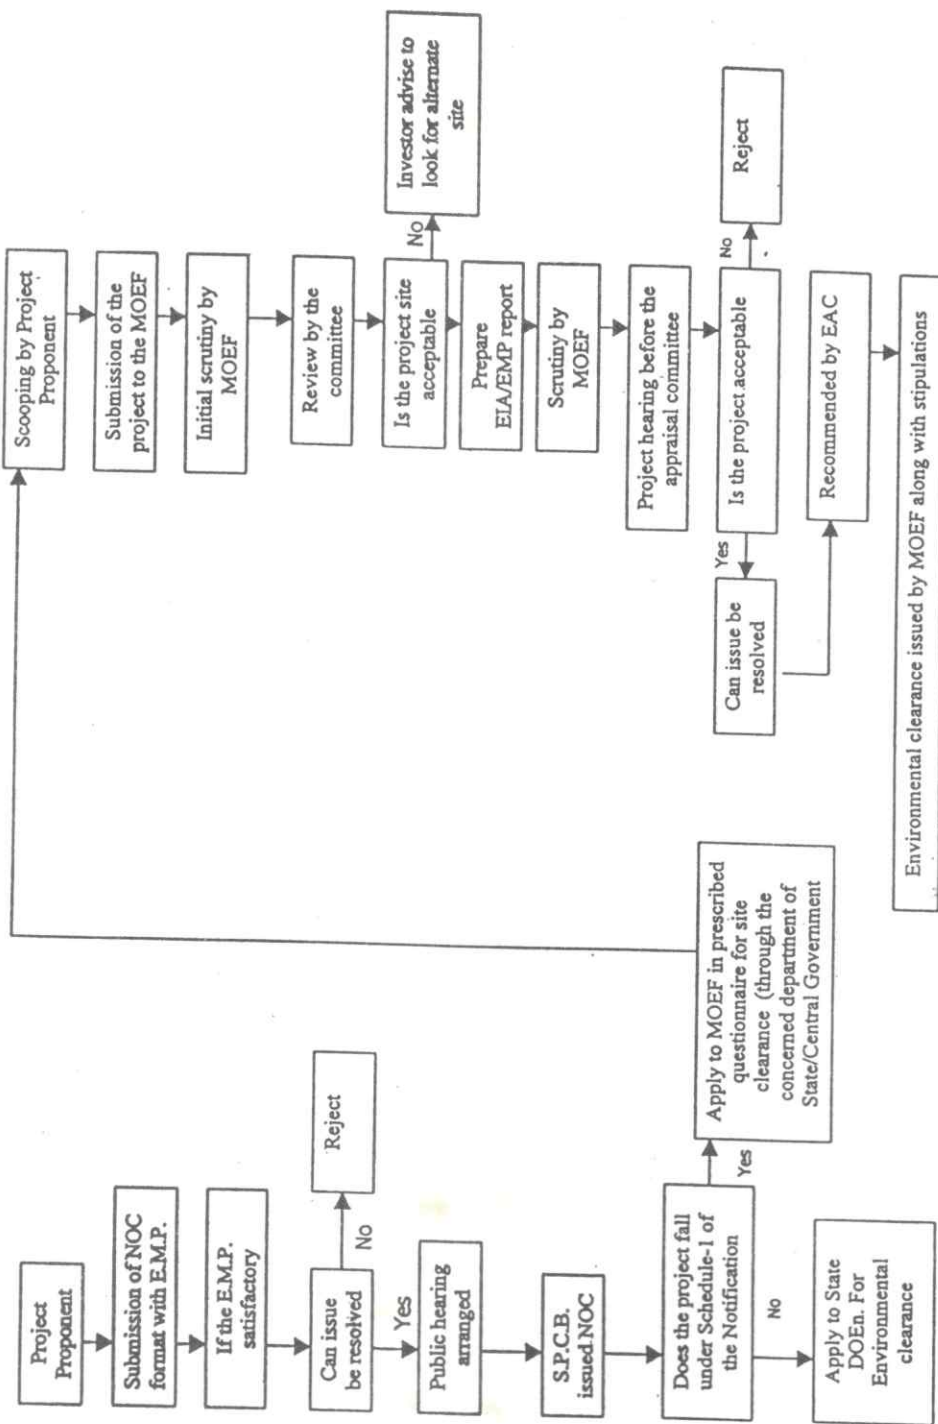 Project
Proponent
Submission of NOC
format with E.M.P.
If the E.M.P.
satisfactory
Can issue
be resolved
No
Reject
Yes
Public hearing
arranged
S.P.C.B.
issued NOC
Does the project fall
under Schedule-1 of
the Notification
Yes
No
Apply to State
DOEn. For
Environmental
clearance
Apply to MOEF in prescribed
questionnaire for site
clearance (through the
concerned department of
State/Central Government
Scooping by Project
Proponent
Submission of the
project to the MOEF
Initial scrutiny by
MOEF
Review by the
committee
Is the project site
acceptable
No
Investor advise to
look for alternate
site
Prepare
EIA/EMP report
Scrutiny by
MOEF
Project hearing before the
appraisal committee
Is the project acceptable
No
Reject
Yes
Can issue be
resolved
Recommended by EAC
Environmental clearance issued by MOEF along with stipulations